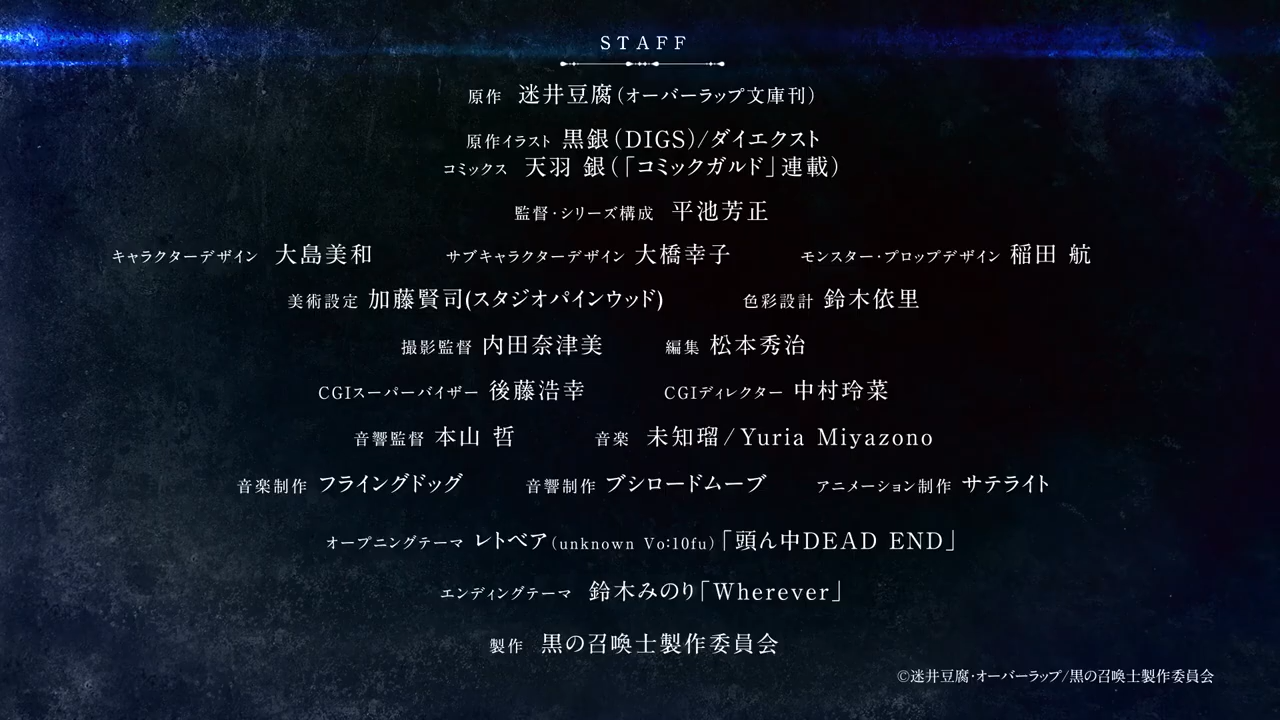 STAFF
原作 迷井豆腐(オーバーラップ文庫刊)
原作イラスト 黒銀(DIGS)/ダイエクスト
コミックス 天羽 銀(「コミックガルド」連載)
監督・シリーズ構成 平池芳正
キャラクターデザイン 大島美和 サブキャラクターデザイン 大橋幸子 モンスター・プロップデザイン 稲田 航
美術設定 加藤賢司(スタジオパインウッド) 色彩設計 鈴木依里
撮影監督 内田奈津美 編集 松本秀治
CGIスーパーバイザー 後藤浩幸 CGIディレクター 中村玲菜
音響監督 本山 哲 音楽 未知瑠/Yuria Miyazono
音楽制作 フライングドッグ 音響制作 ブシロードムーブ アニメーション制作 サテライト
オープニングテーマ レトベア(unknown Vo:10fu)「頭ん中DEAD END」
エンディングテーマ 鈴木みのり「Wherever」
製作 黒の召喚士製作委員会
©迷井豆腐・オーバーラップ/黒の召喚士製作委員会